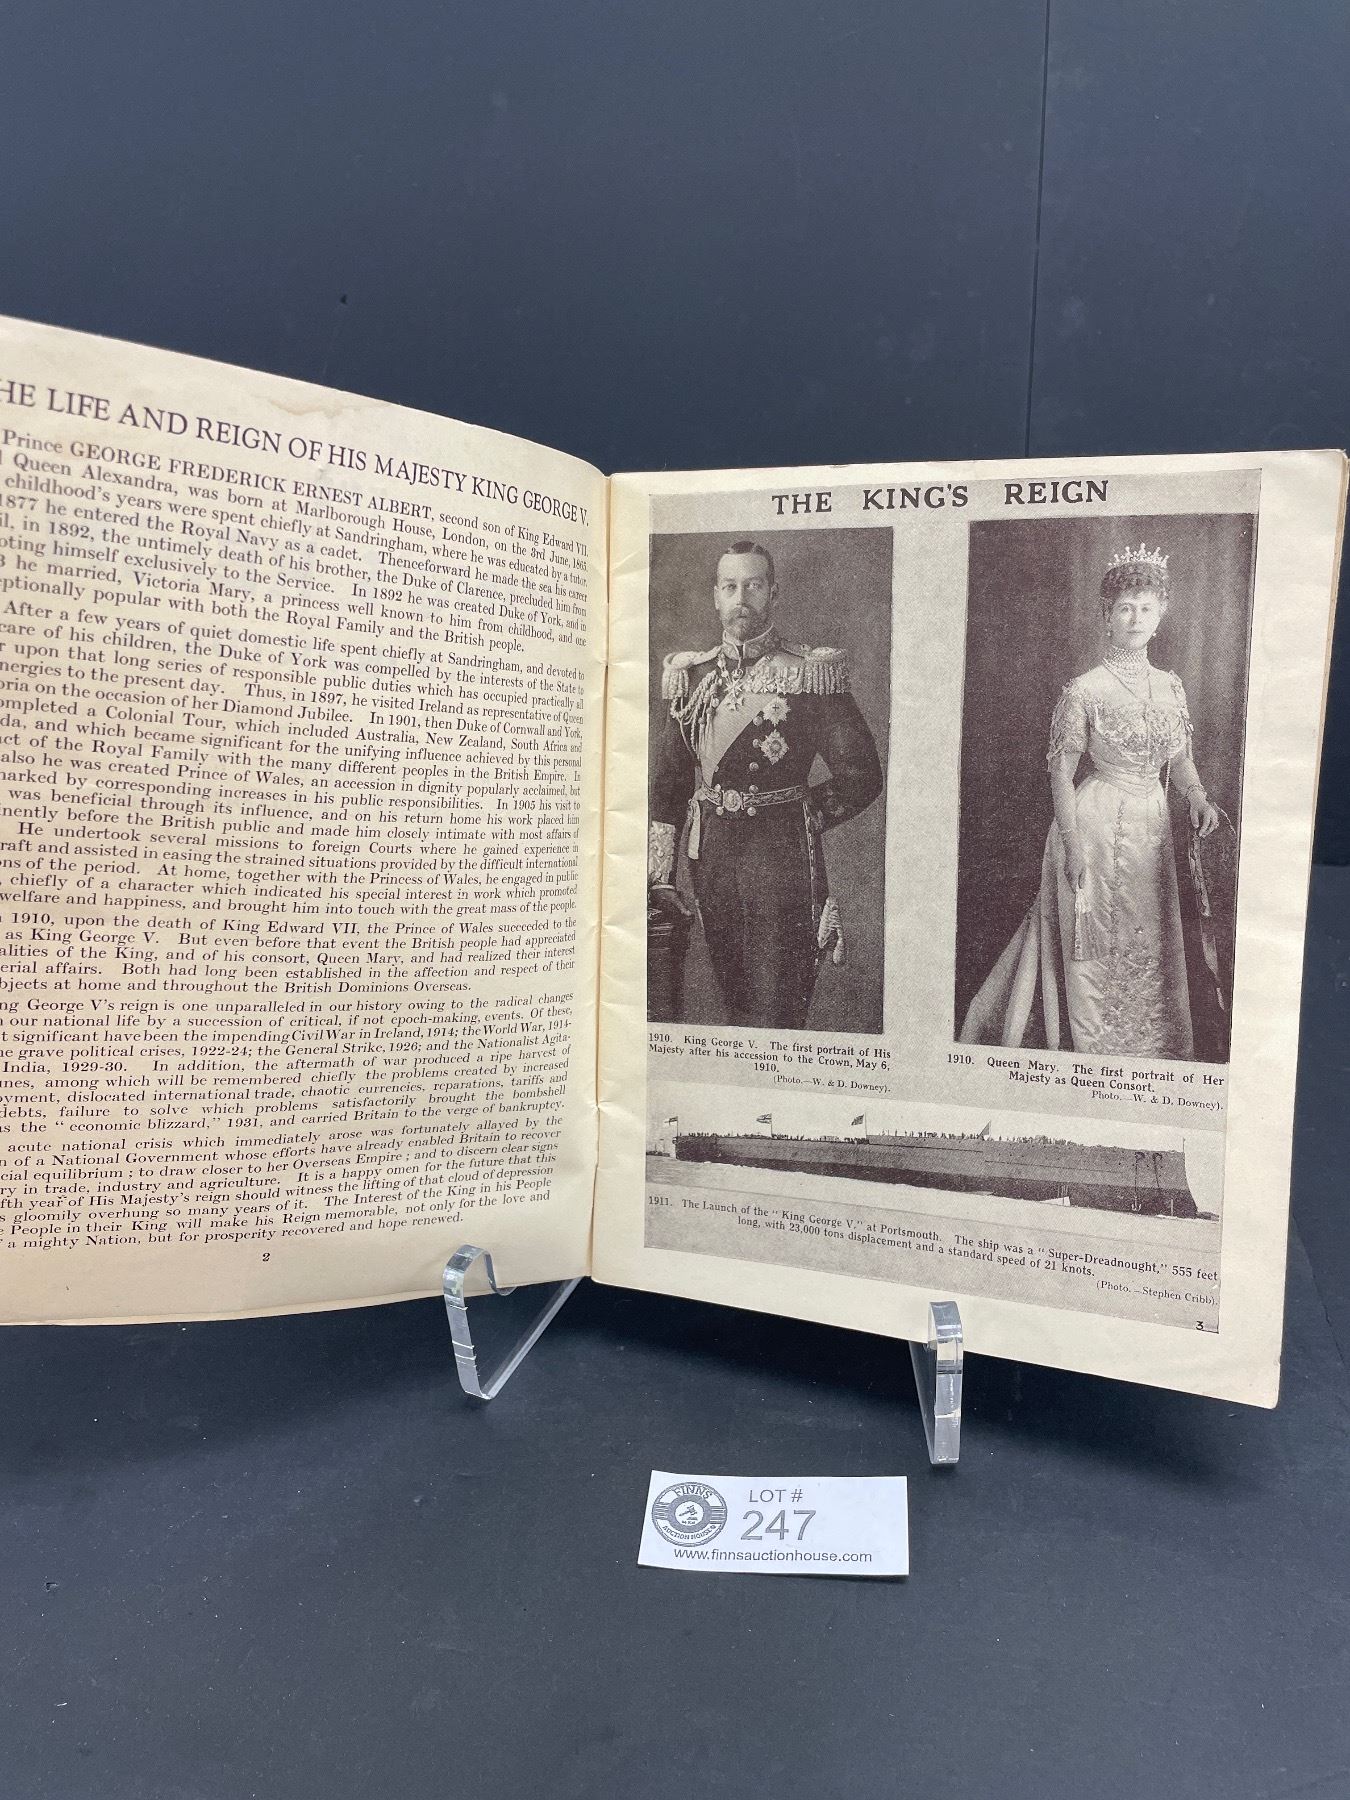 HE LIFE AND REIGN OF HIS MAJESTY KING GEORGE V.
Prince GEORGE FREDERICK ERNEST ALBERT, second son of King Edward VII.
Queen Alexandra, was born at Marlborough House, London, on the 3rd June, 1865.
childhood's years were spent chiefly at Sandringham, where he was educated by a tutor.
1877 he entered the Royal Navy as a cadet. Thenceforward he made the sea his career
il, in 1892, the untimely death of his brother, the Duke of Clarence, precluded him from
oting himself exclusively to the Service. In 1892 he was created Duke of York, and in
3 he married, Victoria Mary, a princess well known to him from childhood, and one
eptionally popular with both the Royal Family and the British people.
After a few years of quiet domestic life spent chiefly at Sandringham, and devoted to
care of his children, the Duke of York was compelled by the interests of the State to
r upon that long series of responsible public duties which has occupied practically all
nergies to the present day. Thus, in 1897, he visited Ireland as representative of Queen
oria on the occasion of her Diamond Jubilee. In 1901, then Duke of Cornwall and York,
ompleted a Colonial Tour, which included Australia, New Zealand, South Africa and
da, and which became significant for the unifying influence achieved by this personal
act of the Royal Family with the many different peoples in the British Empire. In
also he was created Prince of Wales, an accession in dignity popularly acclaimed, but
marked by corresponding increases in his public responsibilities. In 1905 his visit to
was beneficial through its influence, and on his return home his work placed him
inently before the British public and made him closely intimate with most affairs of
He undertook several missions to foreign Courts where he gained experience in
raft and assisted in easing the strained situations provided by the difficult international
ons of the period. At home, together with the Princess of Wales, he engaged in public
, chiefly of a character which indicated his special interest in work which promoted
welfare and happiness, and brought him into touch with the great mass of the people.
n 1910, upon the death of King Edward VII, the Prince of Wales succeeded to the
as King George V. But even before that event the British people had appreciated
alities of the King, and of his consort, Queen Mary, and had realized their interest
erial affairs. Both had long been established in the affection and respect of their
bjects at home and throughout the British Dominions Overseas.
ng George V's reign is one unparalleled in our history owing to the radical changes
n our national life by a succession of critical, if not epoch-making, events. Of these,
t significant have been the impending Civil War in Ireland, 1914; the World War, 1914-
he grave political crises, 1922-24; the General Strike, 1926; and the Nationalist Agita-
India, 1929-30. In addition, the aftermath of war produced a ripe harvest of
unes, among which will be remembered chiefly the problems created by increased
oyment, dislocated international trade, chaotic currencies, reparations, tariffs and
debts, failure to solve which problems satisfactorily brought the bombshell
as the " economic blizzard," 1931, and carried Britain to the verge of bankruptcy.
acute national crisis which immediately arose was fortunately allayed by the
n of a National Government whose efforts have already enabled Britain to recover
cial equilibrium ; to draw closer to her Overseas Empire ; and to discern clear signs
ry in trade, industry and agriculture. It is a happy omen for the future that this
fth year of His Majesty's reign should witness the lifting of that cloud of depression
s gloomily overhung so many years of it. The Interest of the King in his People
e People in their King will make his Reign memorable, not only for the love and
f a mighty Nation, but for prosperity recovered and hope renewed.
2
THE KING'S REIGN
1910. King George V. The first portrait of His
Majesty after his accession to the Crown, May 6,
1910.
(Photo.—W. & D. Downey).
1910. Queen Mary. The first portrait of Her
Majesty as Queen Consort.
Photo.—W. & D. Downey).
1911. The Launch of the " King George V," at Portsmouth. The ship was a " Super-Dreadnought," 555 feet
long, with 23,000 tons displacement and a standard speed of 21 knots.
(Photo.—Stephen Cribb).
3
FINNS
AUCTION HOUSE
LOT #
247
www.finnsauctionhouse.com